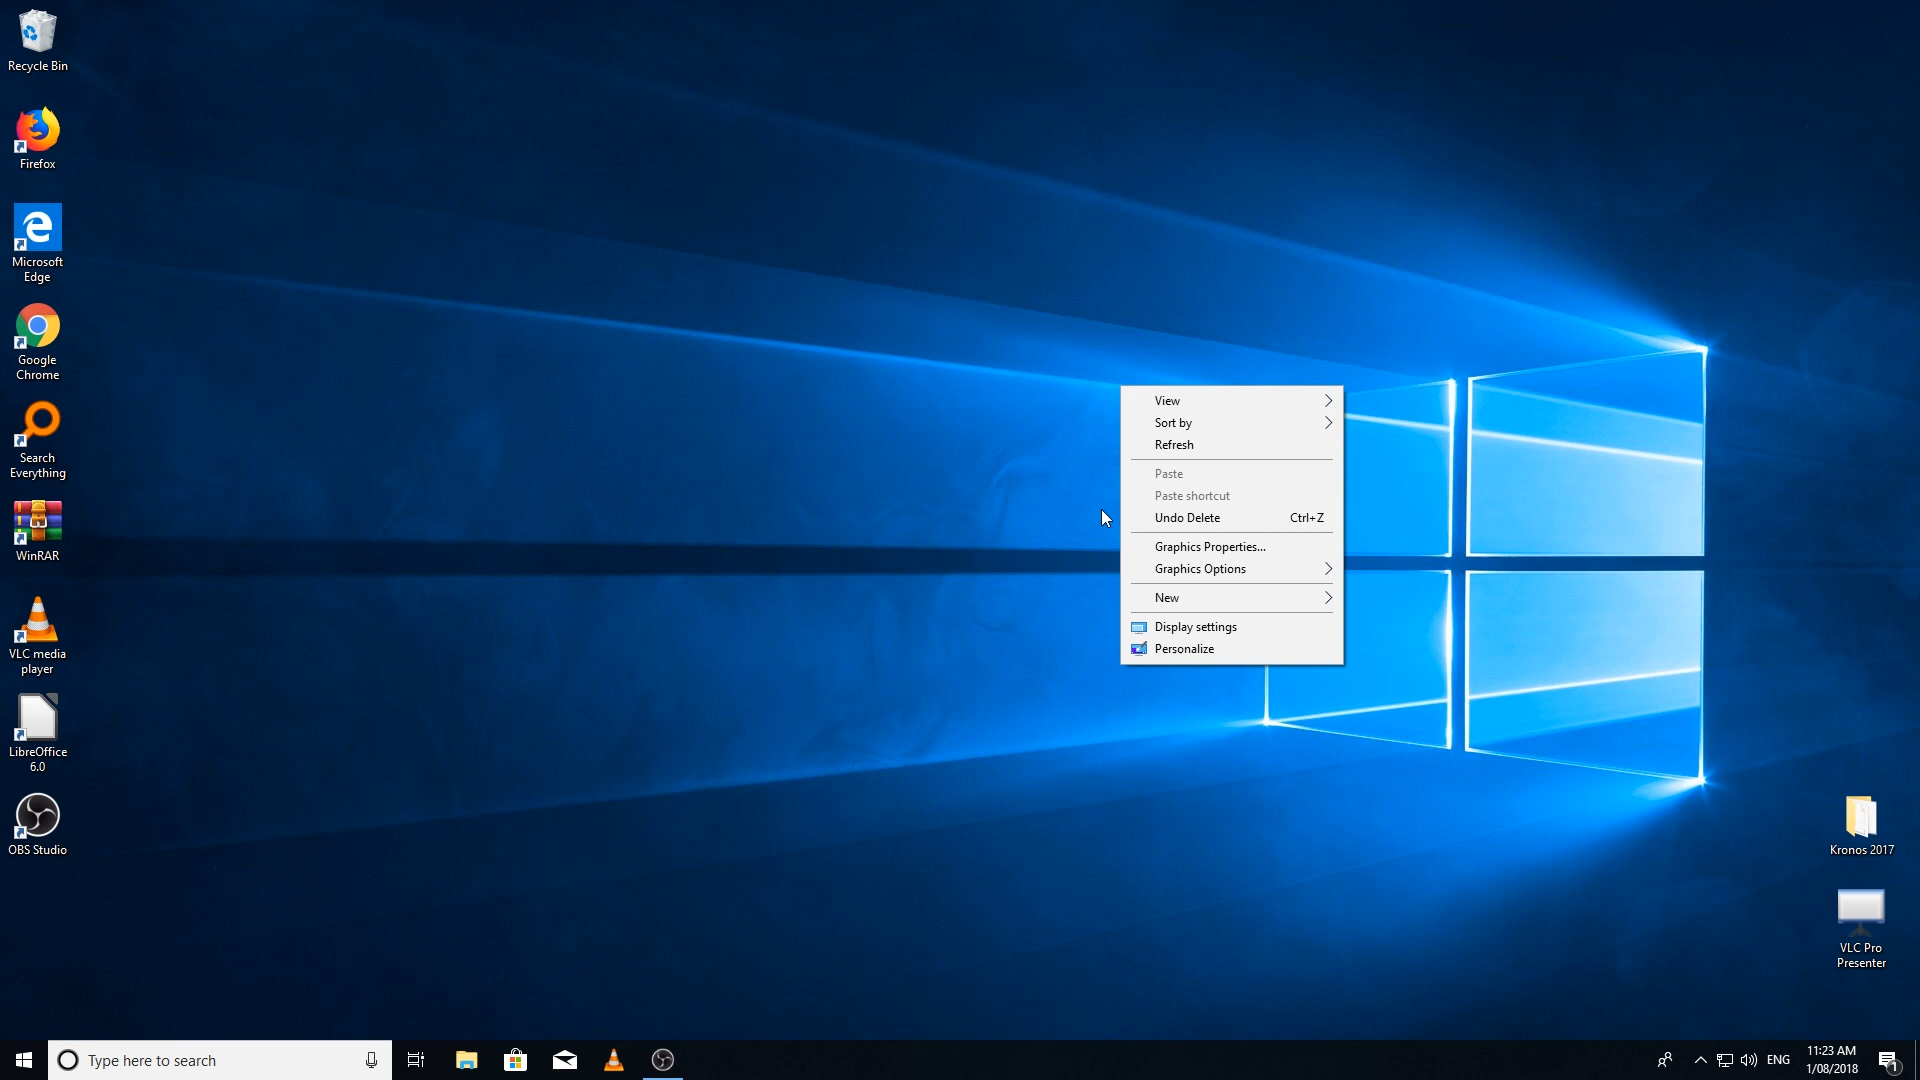 Recycle Bin
Firefox
Microsoft
Edge
Google
Chrome
Search
Everything
WinRAR
VLC media
player
LibreOffice
6.0
OBS Studio
View
Sort by
Refresh
Paste
Paste shortcut
Undo Delete Ctrl+Z
Graphics Properties...
Graphics Options
New
Display settings
Personalize
Kronos 2017
VLC Pro
Presenter
Type here to search
ENG
11:23 AM
1/08/2018
1